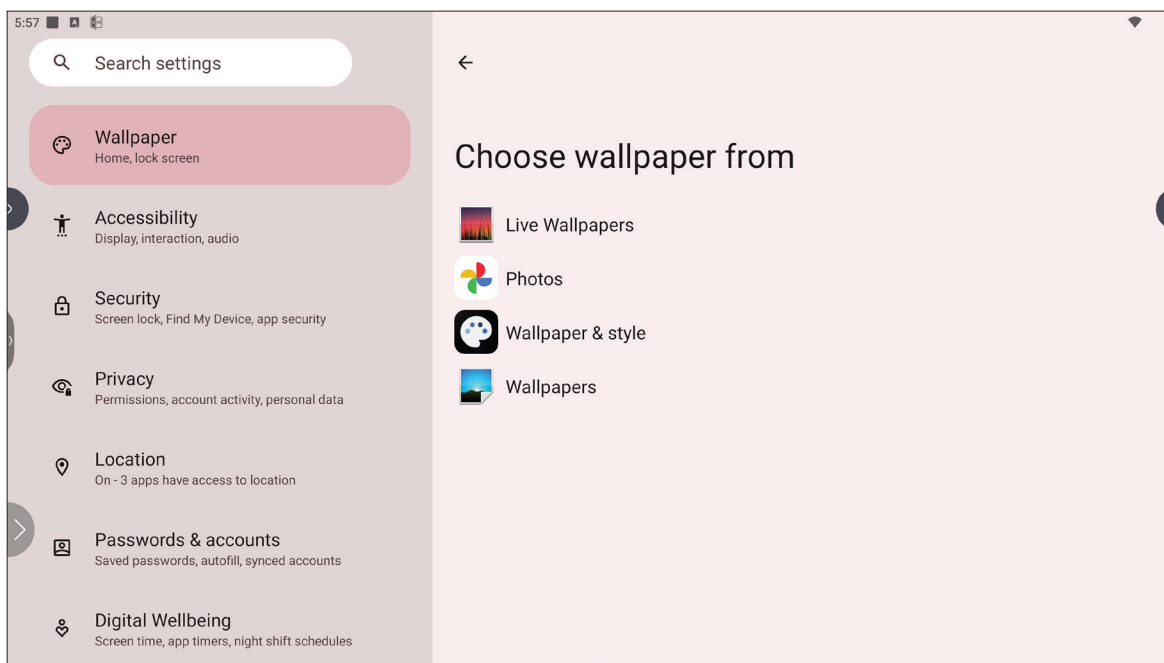 5:57
Search settings
Wallpaper
Home, lock screen
Accessibility
Display, interaction, audio
Security
Screen lock, Find My Device, app security
Privacy
Permissions, account activity, personal data
Location
On - 3 apps have access to location
Passwords & accounts
Saved passwords, autofill, synced accounts
Digital Wellbeing
Screen time, app timers, night shift schedules
Choose wallpaper from
Live Wallpapers
Photos
Wallpaper & style
Wallpapers